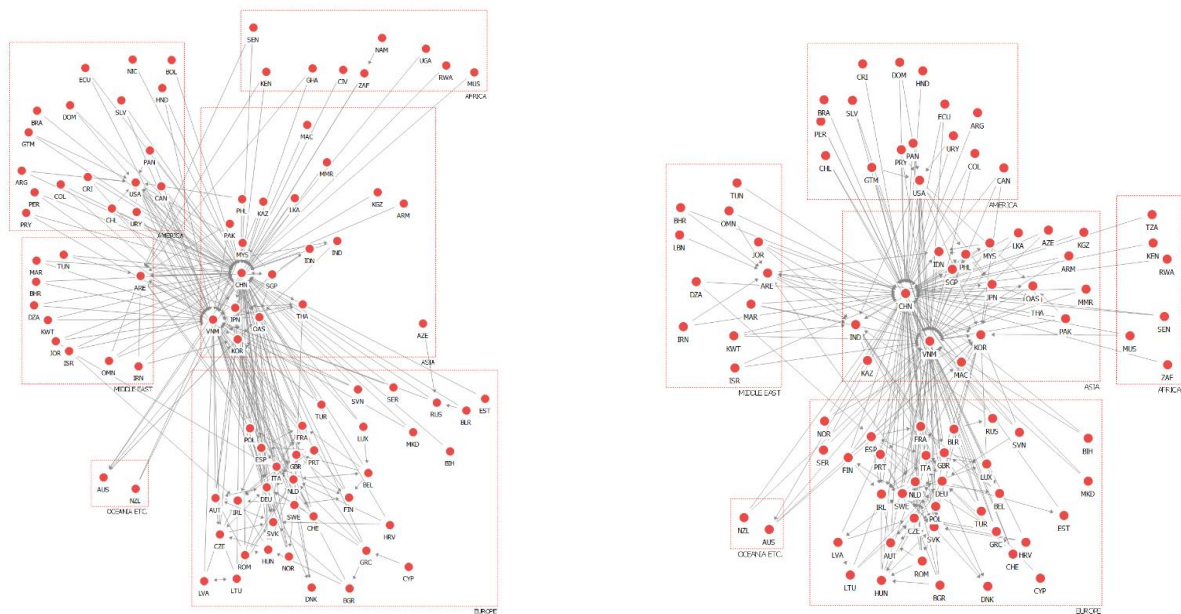 SEN
NAM
UGA
KEN
GHA
CIV
ZAF
RWA
MUS
AFRICA
NIC
BOL
ECU
HND
SLV
DOM
BRA
GTM
PAN
USA
CAN
ARG
PER
COL
CRI
CHL
URY
PRY
AMERICA
MAC
MMR
KGZ
ARM
PHL
KAZ
LKA
PAK
MYS
IDN
IND
CHN
SGP
JPN
OAS
THA
VNM
KOR
AZE
ASIA
MAR
TUN
BHR
ARE
DZA
KWT
JOR
ISR
OMN
IRN
MIDDLE EAST
SVN
SER
RUS
EST
BLR
TUR
LUX
MKD
BIH
POL
FRA
ESP
GBR
PRT
ITA
BEL
NLD
DEU
AUT
IRL
SWE
CHE
FIN
SVK
HRV
CZE
ROM
HUN
NOR
GRC
CYP
LVA
LTU
DNK
BGR
EUROPE
AUS
NZL
OCEANIA ETC.
CRI
DOM
HND
BRA
SLV
PER
ECU
ARG
CHL
PRY
PAN
URY
COL
GTM
USA
CAN
AMERICA
TUN
BHR
OMN
LBN
JOR
ARE
DZA
MAR
IRN
KWT
ISR
MIDDLE EAST
LKA
AZE
KGZ
IDN
PHL
MYS
SGP
ARM
JPN
OAS
MMR
CHN
THA
PAK
IND
VNM
KOR
KAZ
MAC
ASIA
TZA
KEN
RWA
SEN
MUS
ZAF
AFRICA
NOR
SER
ESP
FRA
BLR
RUS
SVN
BIH
FIN
PRT
ITA
GBR
LUX
MKD
IRL
NLD
DEU
SWE
BEL
POL
TUR
EST
CZE
SVK
GRC
HRV
LVA
AUT
CHE
LTU
ROM
HUN
BGR
DNK
CYP
EUROPE
NZL
AUS
OCEANIA ETC.